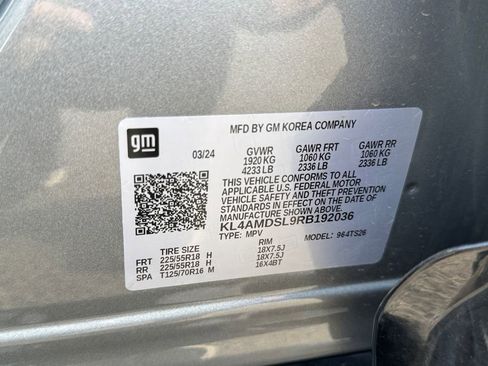 gm
MFD BY GM KOREA COMPANY
03/24 GVWR GAWR FRT GAWR RR
1920 KG 1060 KG 1060 KG
4233 LB 2336 LB 2336 LB
THIS VEHICLE CONFORMS TO ALL
APPLICABLE U.S. FEDERAL MOTOR
VEHICLE SAFETY AND THEFT PREVENTION
STANDARDS IN EFFECT ON THE DATE OF
MANUFACTURE SHOWN ABOVE.
KL4AMDSL9RB192036
TYPE: MPV MODEL: 964TS26
TIRE SIZE RIM
FRT 225/55R18 H 18X7.5J
RR 225/55R18 H 18X7.5J
SPA T125/70R16 M 16X4BT